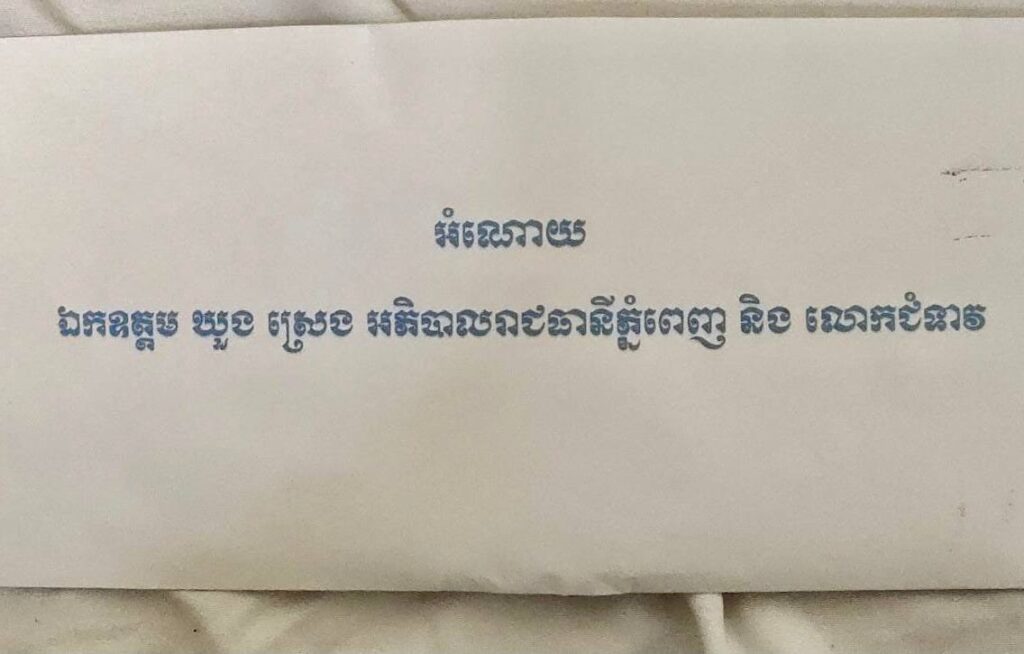 អំណោយ
ឯកឧត្តម ឃួង ស្រេង អភិបាលរាជធានីភ្នំពេញ និង លោកជំទាវ